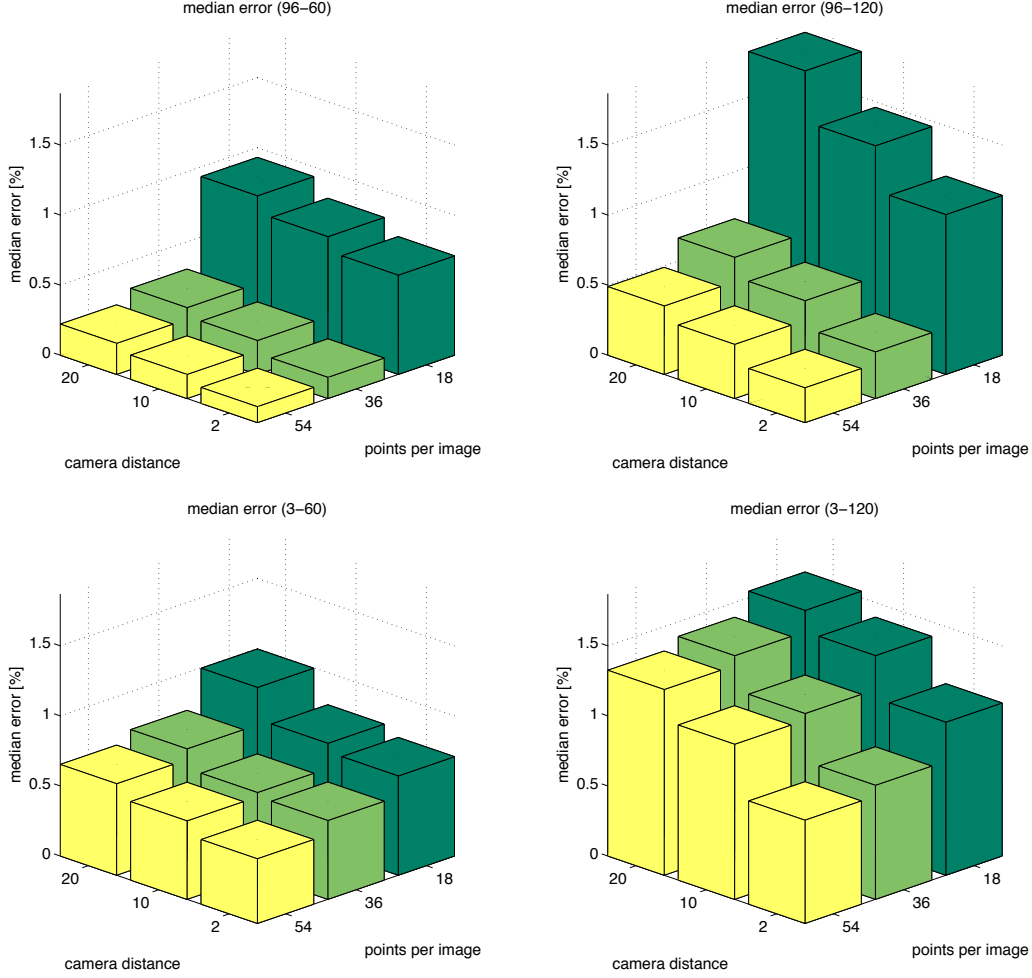 median error (96−60)
median error [%]
1.5
1
0.5
0
20
10
2
54
36
18
camera distance
points per image
median error (96−120)
median error [%]
1.5
1
0.5
0
20
10
2
54
36
18
camera distance
points per image
median error (3−60)
median error [%]
1.5
1
0.5
0
20
10
2
54
36
18
camera distance
points per image
median error (3−120)
median error [%]
1.5
1
0.5
0
20
10
2
54
36
18
camera distance
points per image